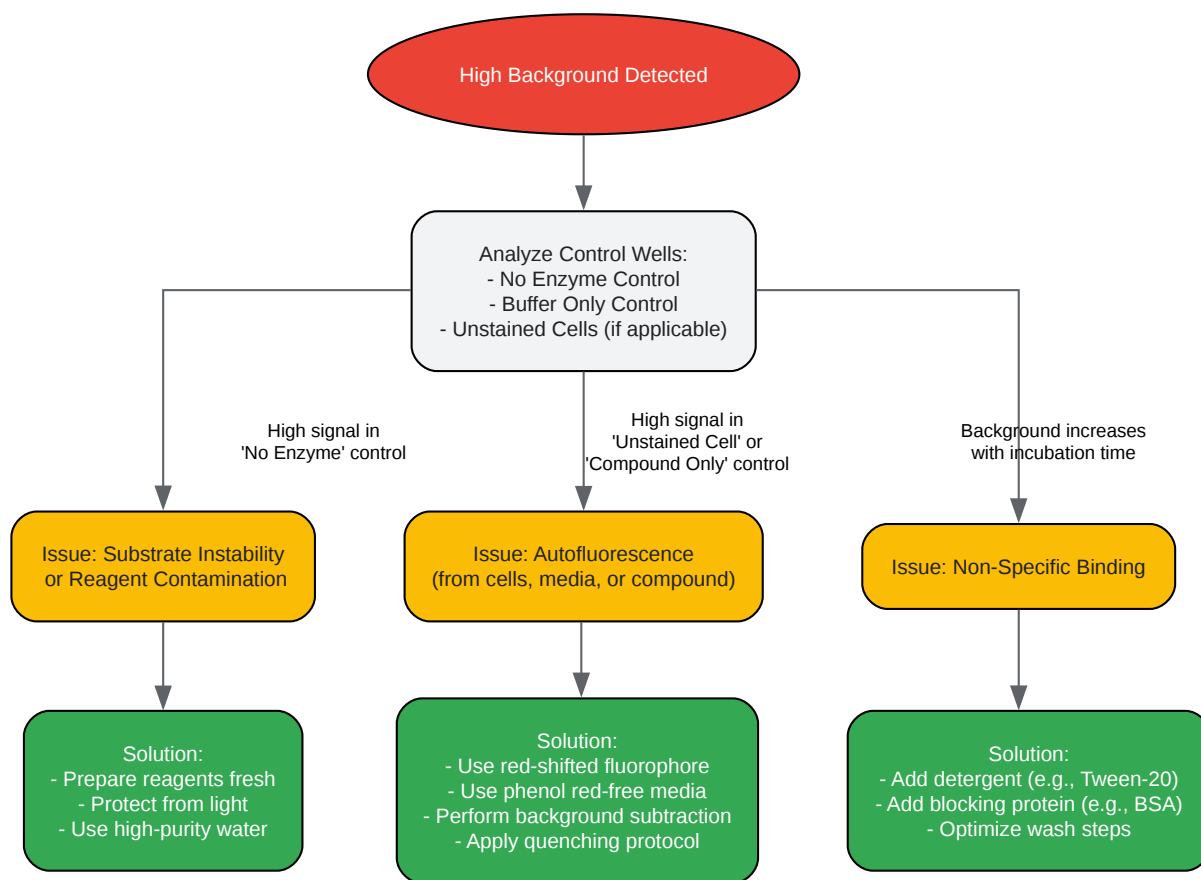 High Background Detected
Analyze Control Wells:
- No Enzyme Control
- Buffer Only Control
- Unstained Cells (if applicable)
High signal in
'No Enzyme' control
High signal in
'Unstained Cell' or
'Compound Only' control
Background increases
with incubation time
Issue: Substrate Instability
or Reagent Contamination
Issue: Autofluorescence
(from cells, media, or compound)
Issue: Non-Specific Binding
Solution:
- Prepare reagents fresh
- Protect from light
- Use high-purity water
Solution:
- Use red-shifted fluorophore
- Use phenol red-free media
- Perform background subtraction
- Apply quenching protocol
Solution:
- Add detergent (e.g., Tween-20)
- Add blocking protein (e.g., BSA)
- Optimize wash steps